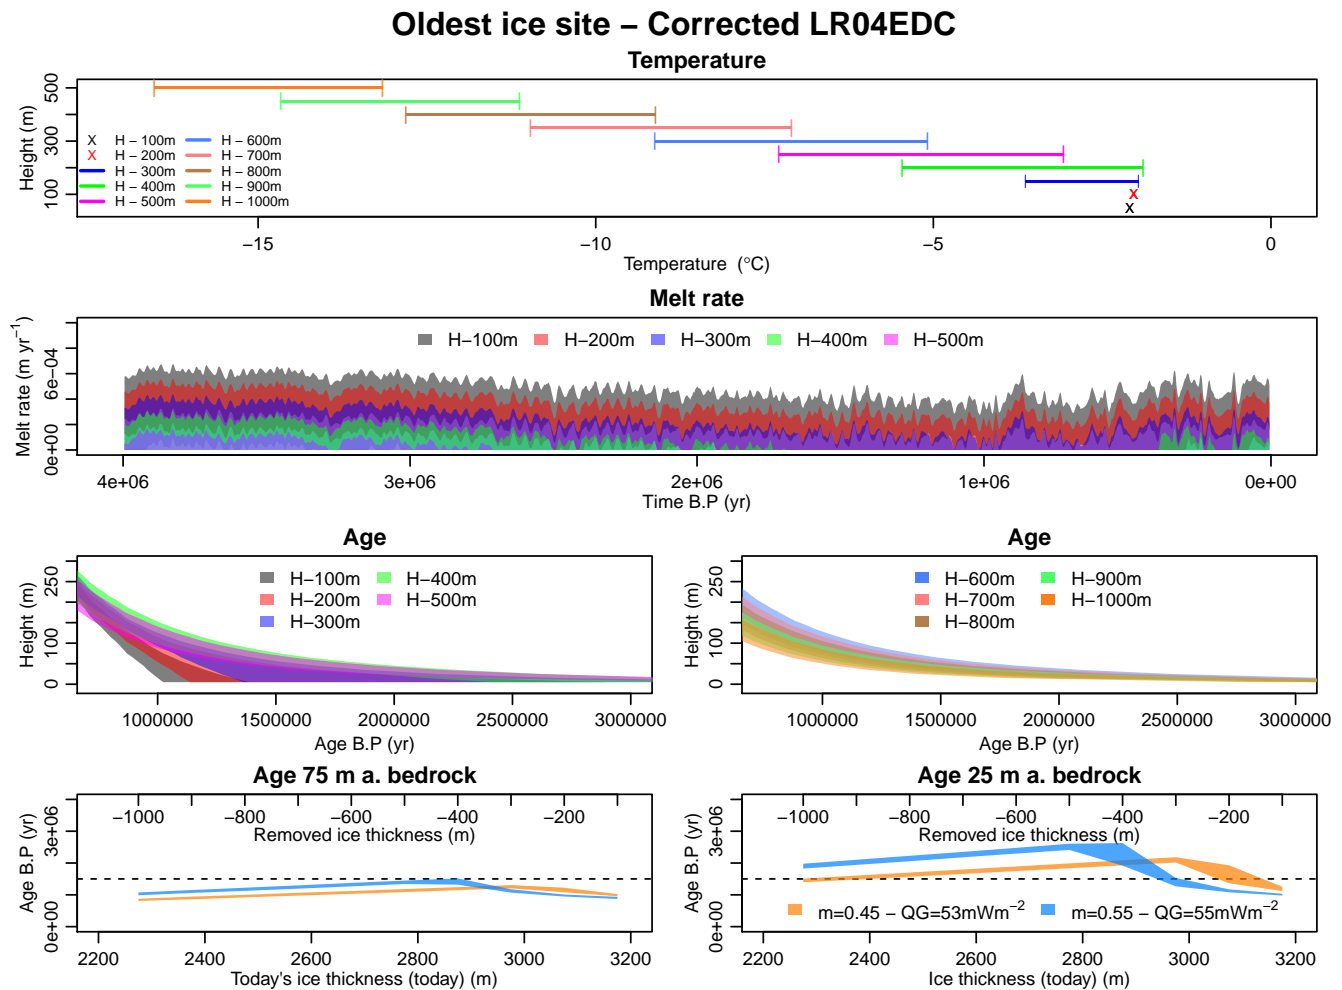 Oldest ice site – Corrected LR04EDC
Temperature
Height (m)
100 300 500
x H – 100m H – 600m
x H – 200m H – 700m
H – 300m H – 800m
H – 400m H – 900m
H – 500m H – 1000m
x
x
−15 −10 −5 0
Temperature (°C)
Melt rate
Melt rate (m yr−1)
0e+00 6e−04
H−100m H−200m H−300m H−400m H−500m
4e+06 3e+06 2e+06 1e+06 0e+00
Time B.P (yr)
Age
Height (m)
0 100 250
H−100m H−400m
H−200m H−500m
H−300m
1000000 1500000 2000000 2500000 3000000
Age B.P (yr)
Age
Height (m)
0 100 250
H−600m H−900m
H−700m H−1000m
H−800m
1000000 1500000 2000000 2500000 3000000
Age B.P (yr)
Age 75 m a. bedrock
Age B.P (yr)
0e+00 3e+06
−1000 −800 −600 −400 −200
Removed ice thickness (m)
2200 2400 2600 2800 3000 3200
Today's ice thickness (today) (m)
Age 25 m a. bedrock
Age B.P (yr)
0e+00 3e+06
−1000 −800 −600 −400 −200
Removed ice thickness (m)
m=0.45 − QG=53mWm−2 m=0.55 − QG=55mWm−2
2200 2400 2600 2800 3000 3200
Ice thickness (today) (m)